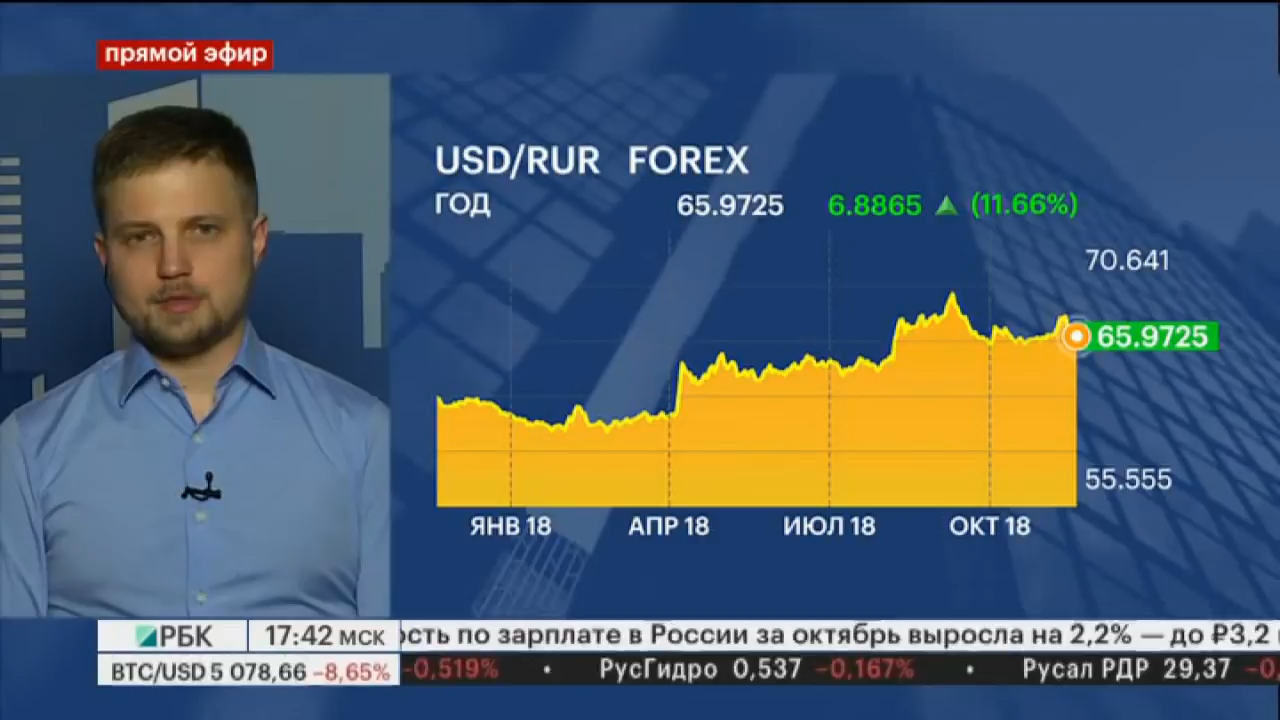 прямой эфир
USD/RUR FOREX
ГОД 65.9725 6.8865 (11.66%)
70.641
65.9725
55.555
ЯНВ 18 АПР 18 ИЮЛ 18 ОКТ 18
РБК 17:42 МСК ость по зарплате в России за октябрь выросла на 2,2% — до ₽3,2
BTC/USD 5 078,66 -8,65% -0,519% • РусГидро 0,537 -0,167% • Русал РДР 29,37 -0,